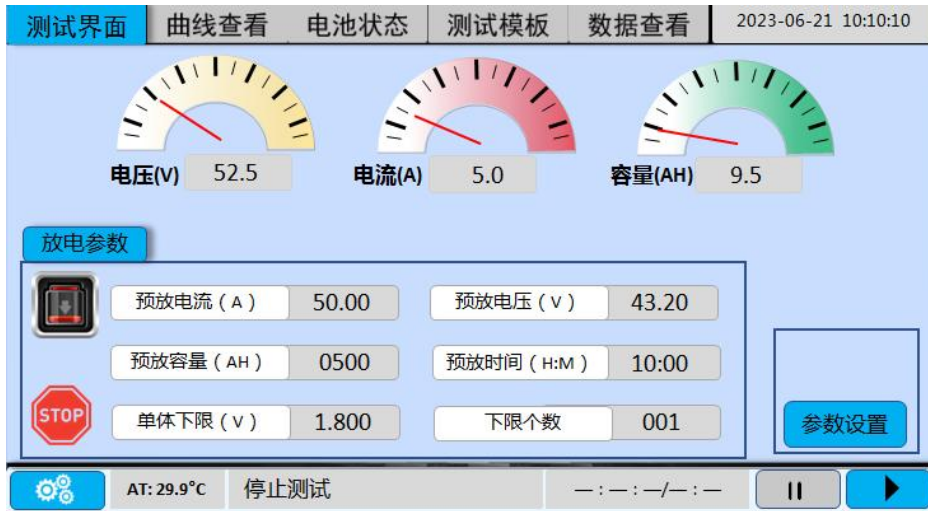 测试界面 曲线查看 电池状态 测试模板 数据查看 2023-06-21 10:10:10
电压(V) 52.5 电流(A) 5.0 容量(AH) 9.5
放电参数
预放电流（A） 50.00 预放电压（V） 43.20
预放容量（AH） 0500 预放时间（H:M） 10:00
STOP 单体下限（V） 1.800 下限个数 001
参数设置
AT: 29.9°C 停止测试 —:—:—/—:—